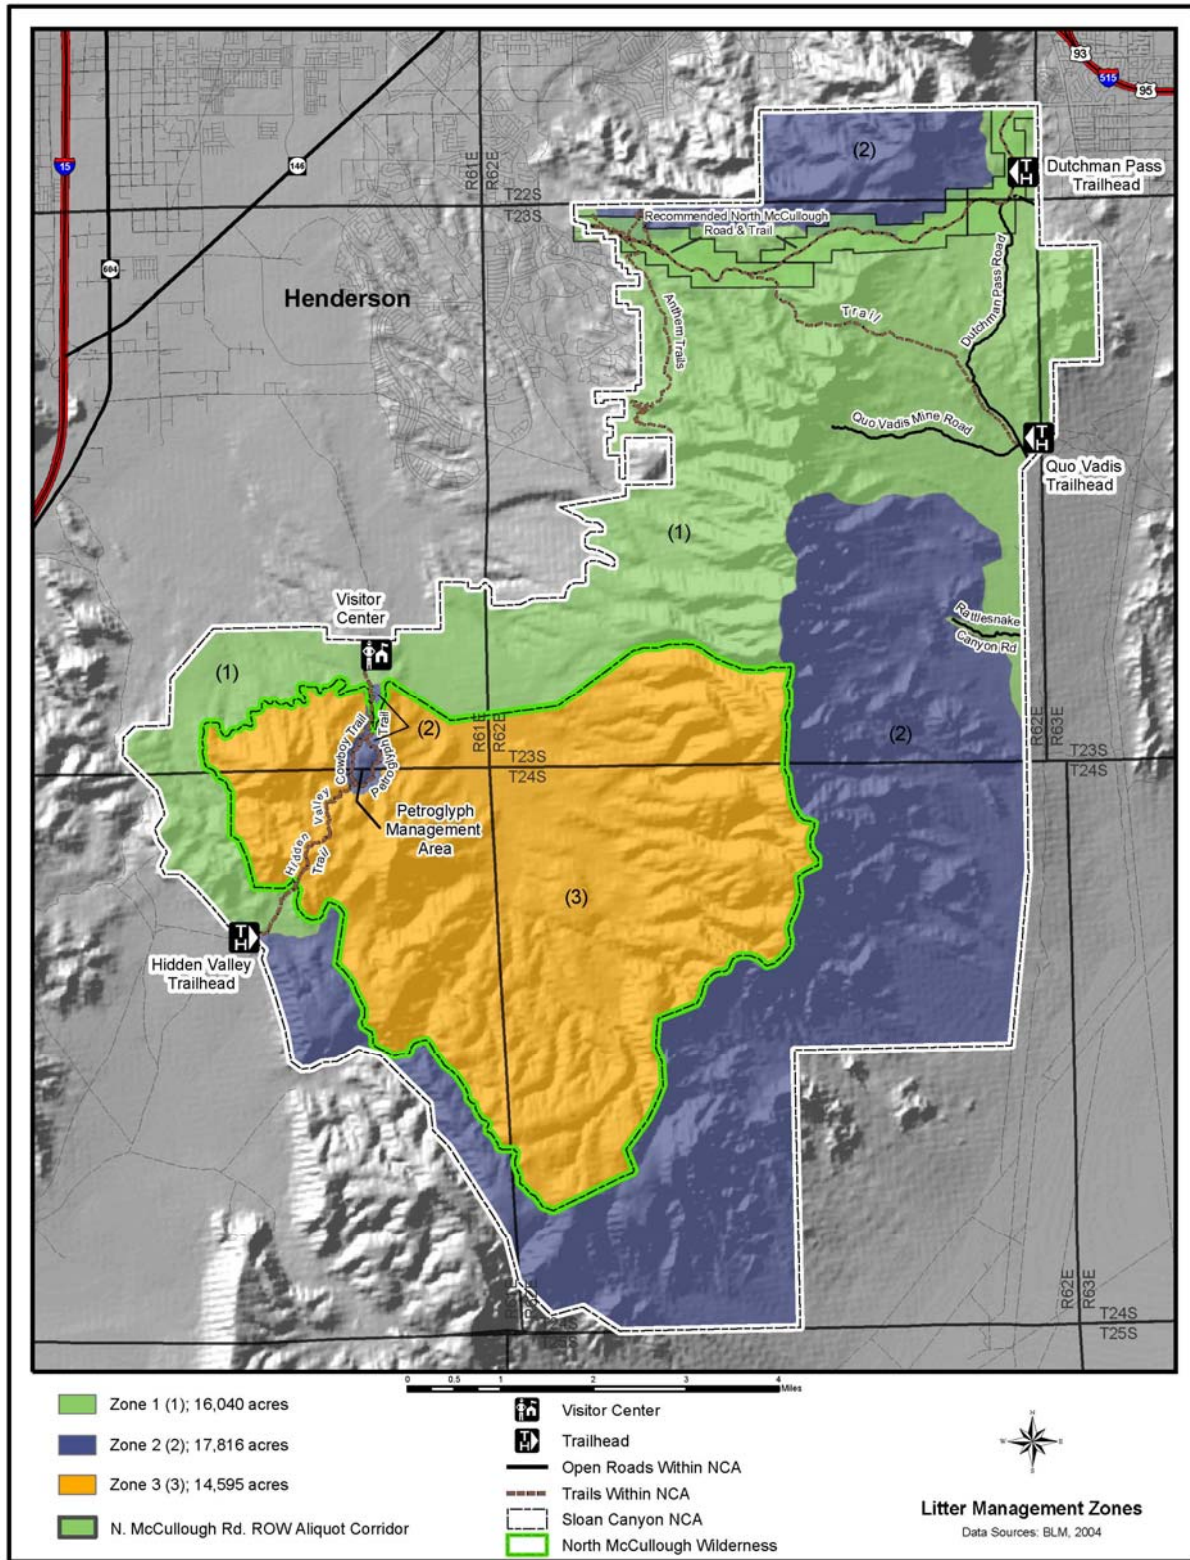 93
515
95
15
146
604
R61E
R62E
T22S
T23S
(2)
Dutchman Pass
Trailhead
Recommended North McCullough
Road & Trail
Henderson
Anthem Trails
Trail
Dutchman Pass Road
Quo Vadis Mine Road
TH
Quo Vadis
Trailhead
(1)
Visitor
Center
Rattlesnake
Canyon Rd
(1)
(2)
(2)
Cowboy Trail
Petroglyph Trail
R61E
R62E
T23S
T24S
R62E
R63E
T23S
T24S
Petroglyph
Management
Area
Hidden Valley
Trail
(3)
TH
Hidden Valley
Trailhead
R62E
R63E
T24S
T25S
0 0.5 1 2 3 4
Miles
Zone 1 (1); 16,040 acres
Zone 2 (2); 17,816 acres
Zone 3 (3); 14,595 acres
N. McCullough Rd. ROW Aliquot Corridor
Visitor Center
TH
Trailhead
Open Roads Within NCA
Trails Within NCA
Sloan Canyon NCA
North McCullough Wilderness
N
W E
S
Litter Management Zones
Data Sources: BLM, 2004